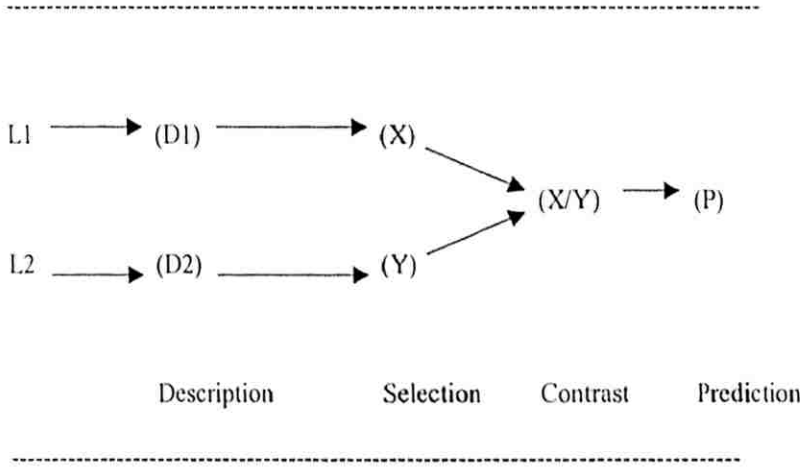 L1 (D1) (X)
(X/Y) (P)
L2 (D2) (Y)
Description Selection Contrast Prediction